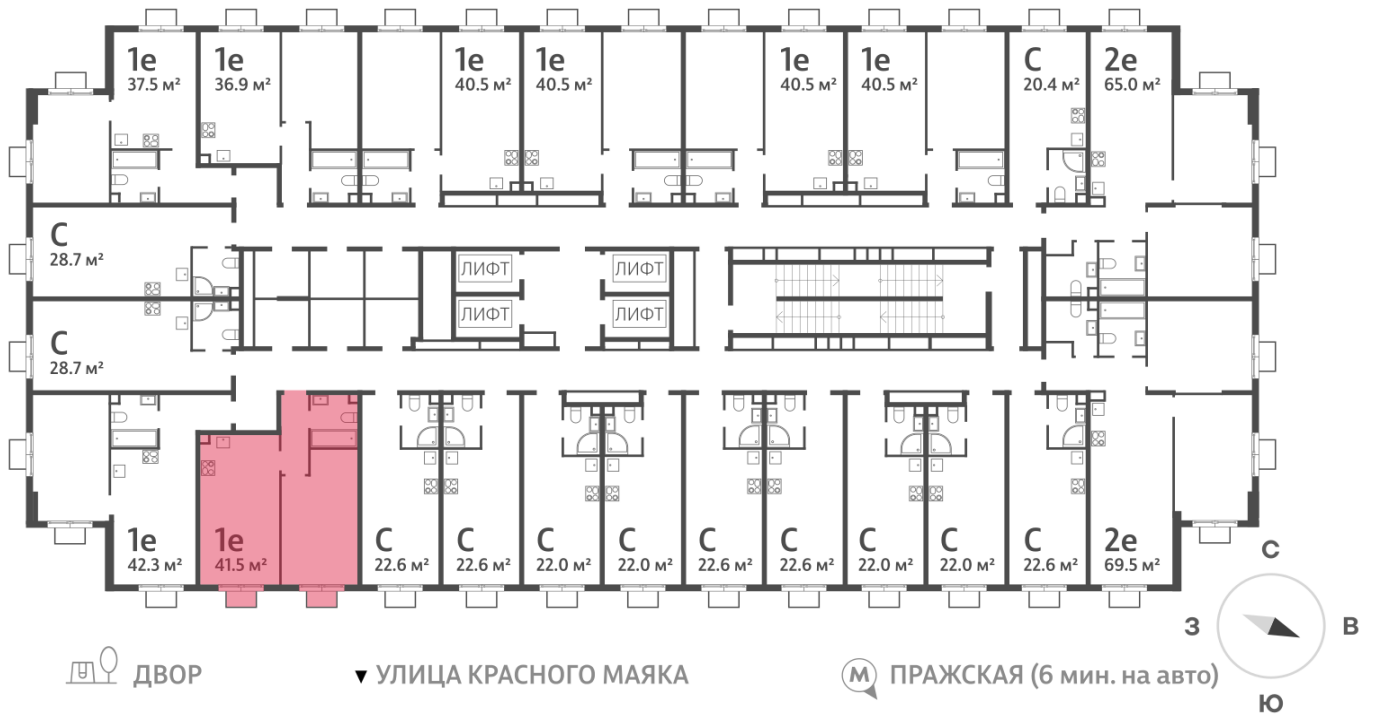 1е 1е 1е 1е 1е 1е С 2е
37.5 м² 36.9 м² 40.5 м² 40.5 м² 40.5 м² 40.5 м² 20.4 м² 65.0 м²
С
28.7 м²
ЛИФТ ЛИФТ
ЛИФТ ЛИФТ
С
28.7 м²
1е 1е С С С С С С С С С 2е
42.3 м² 41.5 м² 22.6 м² 22.6 м² 22.0 м² 22.0 м² 22.6 м² 22.6 м² 22.0 м² 22.0 м² 22.6 м² 69.5 м²
С
З В
Ю
ДВОР
УЛИЦА КРАСНОГО МАЯКА
М ПРАЖСКАЯ (6 мин. на авто)